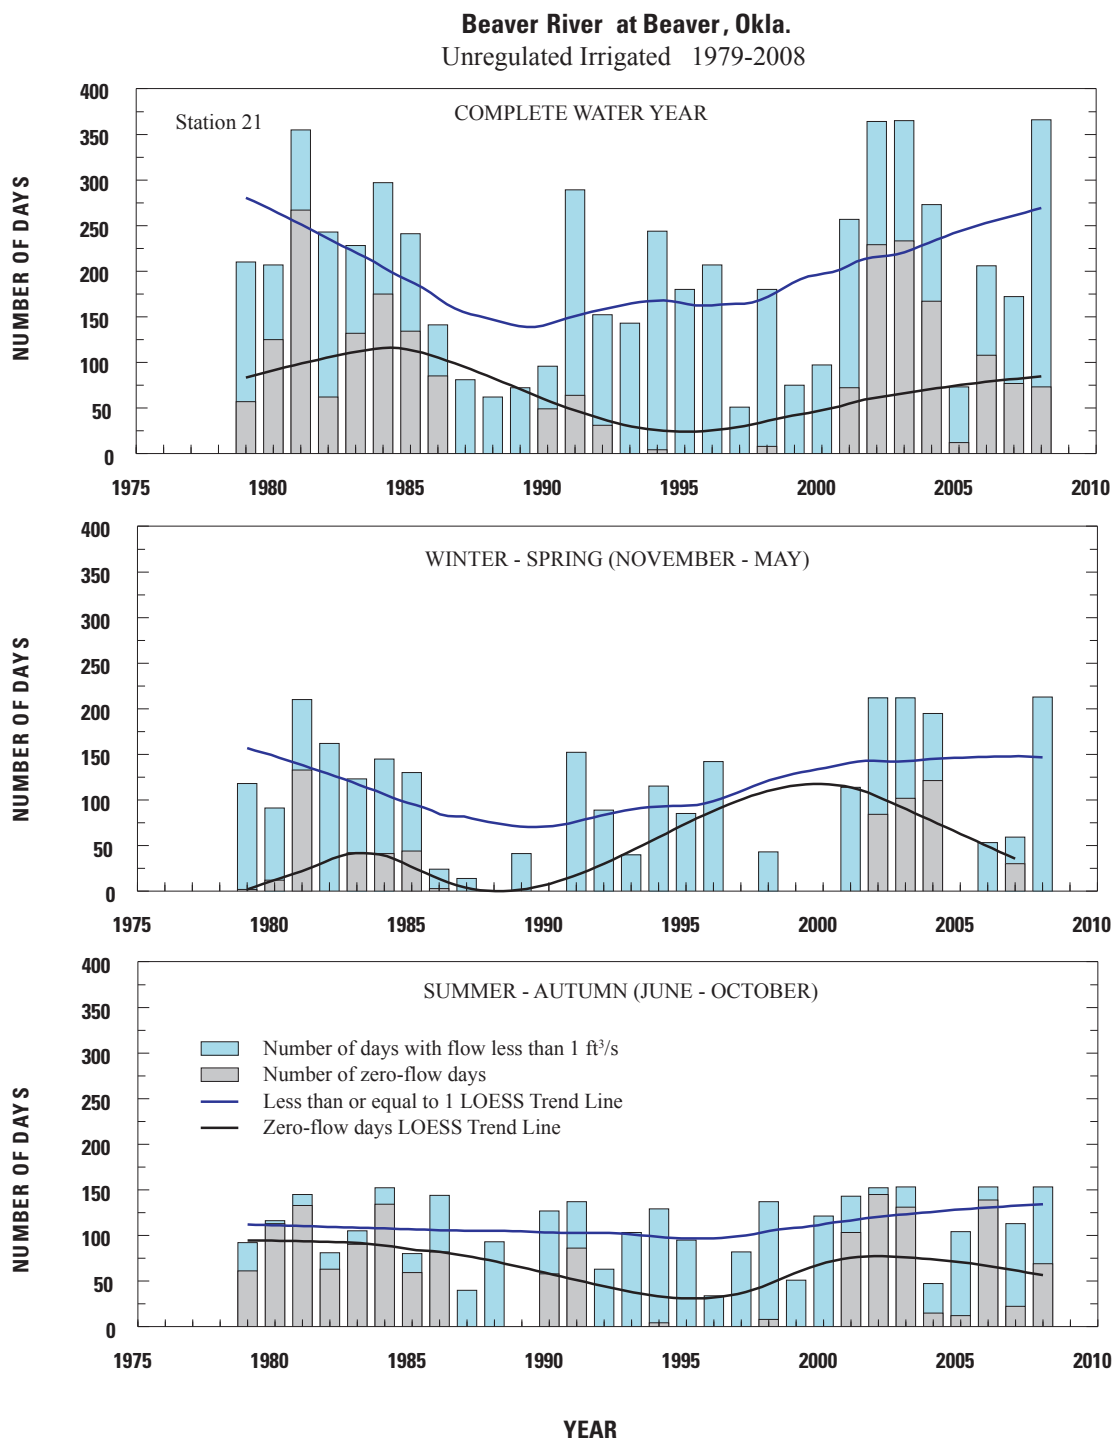 Beaver River at Beaver, Okla.
Unregulated Irrigated 1979-2008
Station 21
COMPLETE WATER YEAR
NUMBER OF DAYS
400
350
300
250
200
150
100
50
0
1975 1980 1985 1990 1995 2000 2005 2010
WINTER - SPRING (NOVEMBER - MAY)
NUMBER OF DAYS
400
350
300
250
200
150
100
50
0
1975 1980 1985 1990 1995 2000 2005 2010
SUMMER - AUTUMN (JUNE - OCTOBER)
NUMBER OF DAYS
400
350
300
250
200
150
100
50
0
Number of days with flow less than 1 ft³/s
Number of zero-flow days
Less than or equal to 1 LOESS Trend Line
Zero-flow days LOESS Trend Line
1975 1980 1985 1990 1995 2000 2005 2010
YEAR